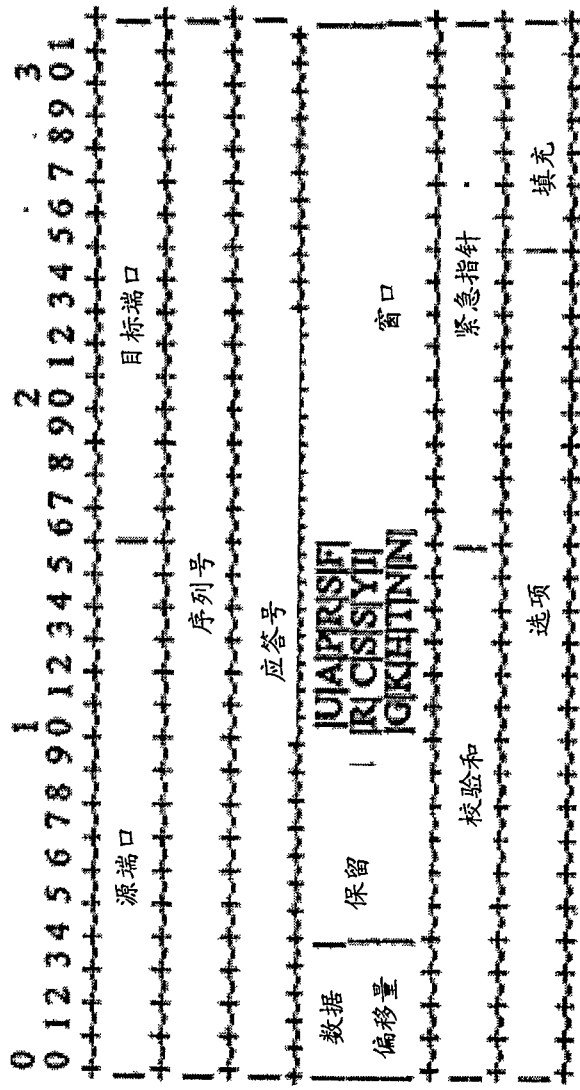 0 1 2 3
0 1 2 3 4 5 6 7 8 9 0 1 2 3 4 5 6 7 8 9 0 1 2 3 4 5 6 7 8 9 0 1
+-+-+-+-+-+-+-+-+-+-+-+-+-+-+-+-+-+-+-+-+-+-+-+-+-+-+-+-+-+-+-+-+
| 源端口 | 目标端口 |
+-+-+-+-+-+-+-+-+-+-+-+-+-+-+-+-+-+-+-+-+-+-+-+-+-+-+-+-+-+-+-+-+
| 序列号 |
+-+-+-+-+-+-+-+-+-+-+-+-+-+-+-+-+-+-+-+-+-+-+-+-+-+-+-+-+-+-+-+-+
| 应答号 |
+-+-+-+-+-+-+-+-+-+-+-+-+-+-+-+-+-+-+-+-+-+-+-+-+-+-+-+-+-+-+-+-+
| 数据 | |U|A|P|R|S|F| |
| 偏移量 | 保留 |R|C|S|S|Y|I| 窗口 |
| | |G|K|H|T|N|N| |
+-+-+-+-+-+-+-+-+-+-+-+-+-+-+-+-+-+-+-+-+-+-+-+-+-+-+-+-+-+-+-+-+
| 校验和 | 紧急指针 |
+-+-+-+-+-+-+-+-+-+-+-+-+-+-+-+-+-+-+-+-+-+-+-+-+-+-+-+-+-+-+-+-+
| 选项 | 填充 |
+-+-+-+-+-+-+-+-+-+-+-+-+-+-+-+-+-+-+-+-+-+-+-+-+-+-+-+-+-+-+-+-+